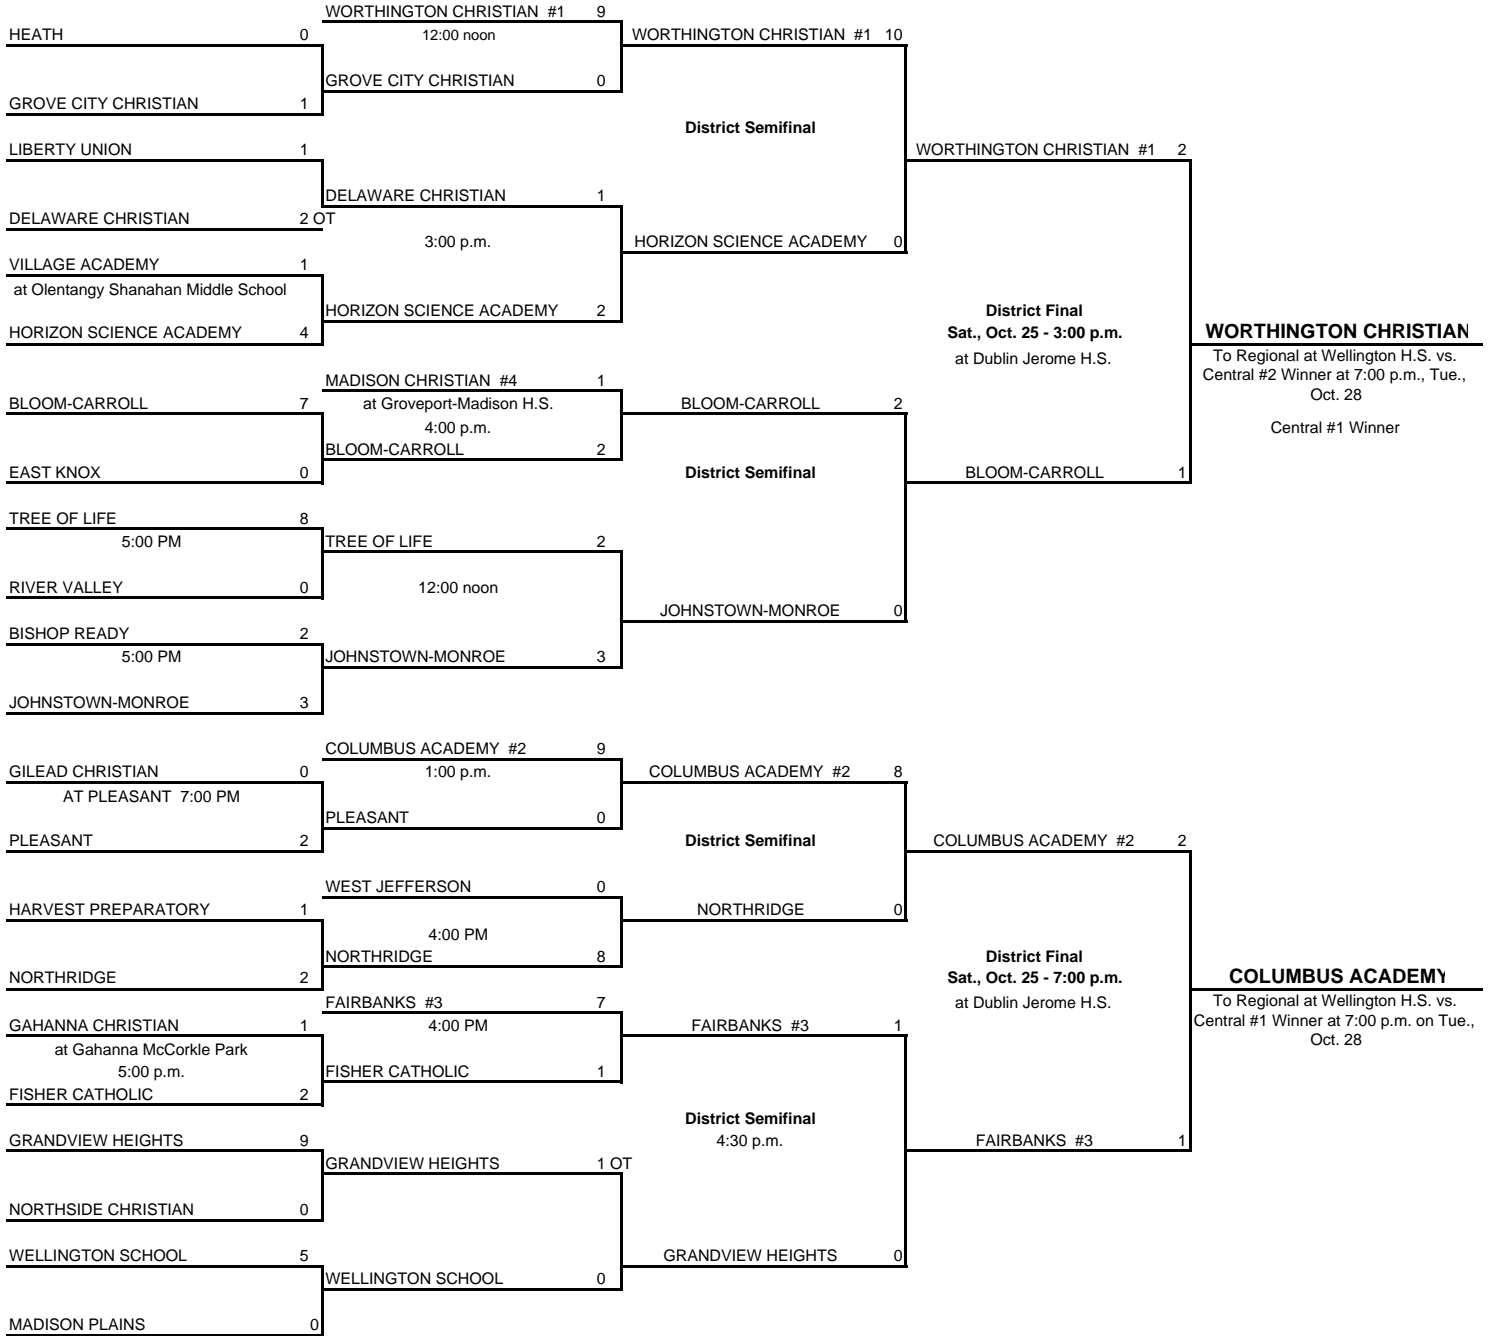 WORTHINGTON CHRISTIAN #1 9
HEATH 0
12:00 noon
WORTHINGTON CHRISTIAN #1 10
GROVE CITY CHRISTIAN 0
GROVE CITY CHRISTIAN 1
District Semifinal
LIBERTY UNION 1
WORTHINGTON CHRISTIAN #1 2
DELAWARE CHRISTIAN 1
DELAWARE CHRISTIAN 2 OT
3:00 p.m.
HORIZON SCIENCE ACADEMY 0
VILLAGE ACADEMY 1
at Olentangy Shanahan Middle School
HORIZON SCIENCE ACADEMY 2
District Final
HORIZON SCIENCE ACADEMY 4
Sat., Oct. 25 - 3:00 p.m.
WORTHINGTON CHRISTIAN
at Dublin Jerome H.S.
To Regional at Wellington H.S. vs.
Central #2 Winner at 7:00 p.m., Tue.,
Oct. 28
MADISON CHRISTIAN #4 1
BLOOM-CARROLL 7
at Groveport-Madison H.S.
BLOOM-CARROLL 2
4:00 p.m.
Central #1 Winner
BLOOM-CARROLL 2
EAST KNOX 0
District Semifinal
BLOOM-CARROLL 1
TREE OF LIFE 8
5:00 PM
TREE OF LIFE 2
RIVER VALLEY 0
12:00 noon
JOHNSTOWN-MONROE 0
BISHOP READY 2
5:00 PM
JOHNSTOWN-MONROE 3
JOHNSTOWN-MONROE 3
COLUMBUS ACADEMY #2 9
GILEAD CHRISTIAN 0
1:00 p.m.
COLUMBUS ACADEMY #2 8
AT PLEASANT 7:00 PM
PLEASANT 0
PLEASANT 2
District Semifinal
COLUMBUS ACADEMY #2 2
WEST JEFFERSON 0
HARVEST PREPARATORY 1
NORTHRIDGE 0
4:00 PM
NORTHRIDGE 8
District Final
NORTHRIDGE 2
Sat., Oct. 25 - 7:00 p.m.
COLUMBUS ACADEMY
FAIRBANKS #3 7
at Dublin Jerome H.S.
To Regional at Wellington H.S. vs.
Central #1 Winner at 7:00 p.m. on Tue.,
Oct. 28
GAHANNA CHRISTIAN 1
4:00 PM
FAIRBANKS #3 1
at Gahanna McCorkle Park
5:00 p.m.
FISHER CATHOLIC 1
FISHER CATHOLIC 2
District Semifinal
4:30 p.m.
GRANDVIEW HEIGHTS 9
FAIRBANKS #3 1
GRANDVIEW HEIGHTS 1 OT
NORTHSIDE CHRISTIAN 0
WELLINGTON SCHOOL 5
GRANDVIEW HEIGHTS 0
WELLINGTON SCHOOL 0
MADISON PLAINS 0